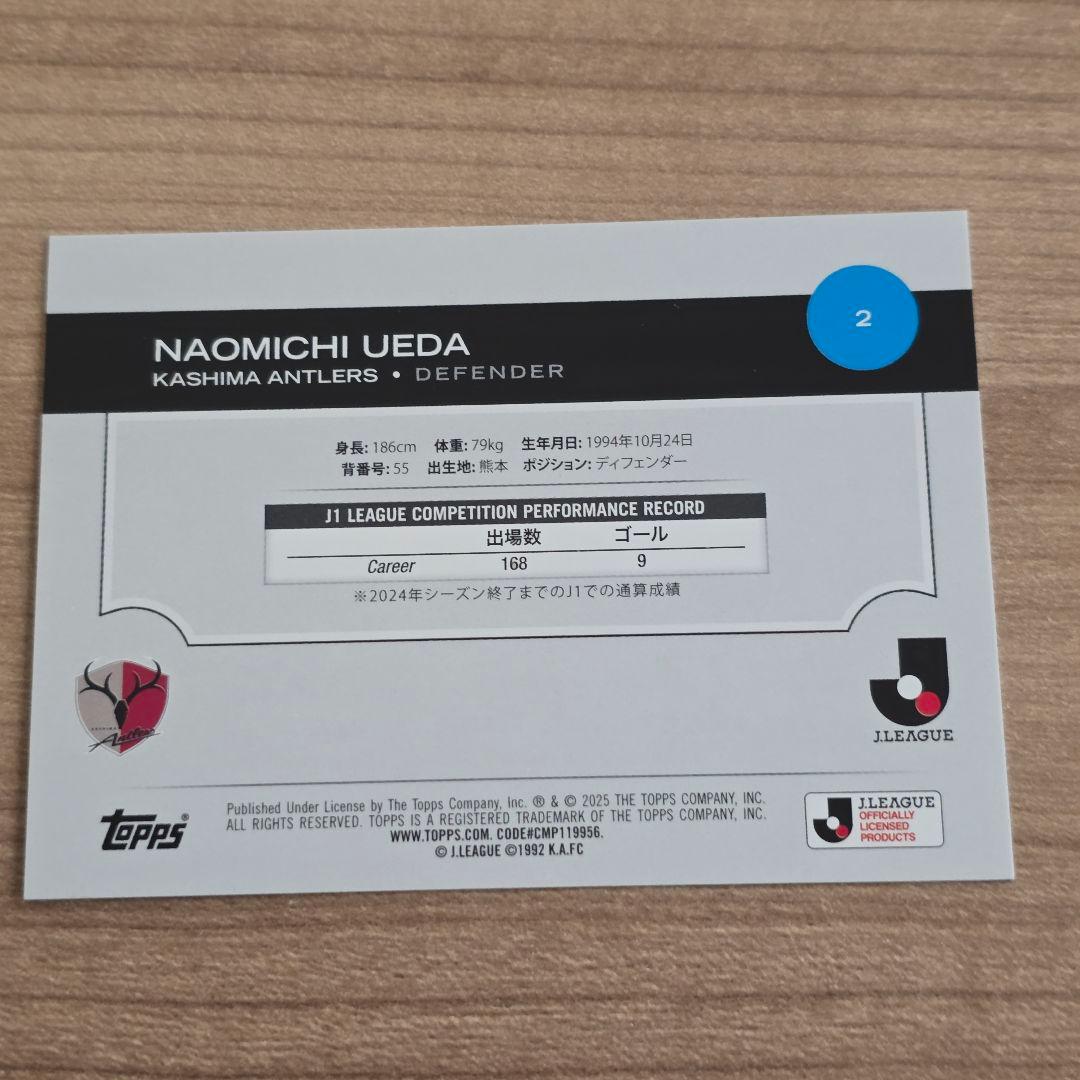 2
NAOMICHI UEDA
KASHIMA ANTLERS • DEFENDER
身長: 186cm 体重: 79kg 生年月日: 1994年10月24日
背番号: 55 出生地: 熊本 ポジション: ディフェンダー
J1 LEAGUE COMPETITION PERFORMANCE RECORD
出場数 ゴール
Career 168 9
※2024年シーズン終了までのJ1での通算成績
KASHIMA
Antlers
J.LEAGUE
topps®
Published Under License by The Topps Company, Inc. ® & © 2025 THE TOPPS COMPANY, INC.
ALL RIGHTS RESERVED. TOPPS IS A REGISTERED TRADEMARK OF THE TOPPS COMPANY, INC.
WWW.TOPPS.COM. CODE#CMP119956.
© J.LEAGUE ©1992 K.A.FC
J.LEAGUE
OFFICIALLY
LICENSED
PRODUCTS